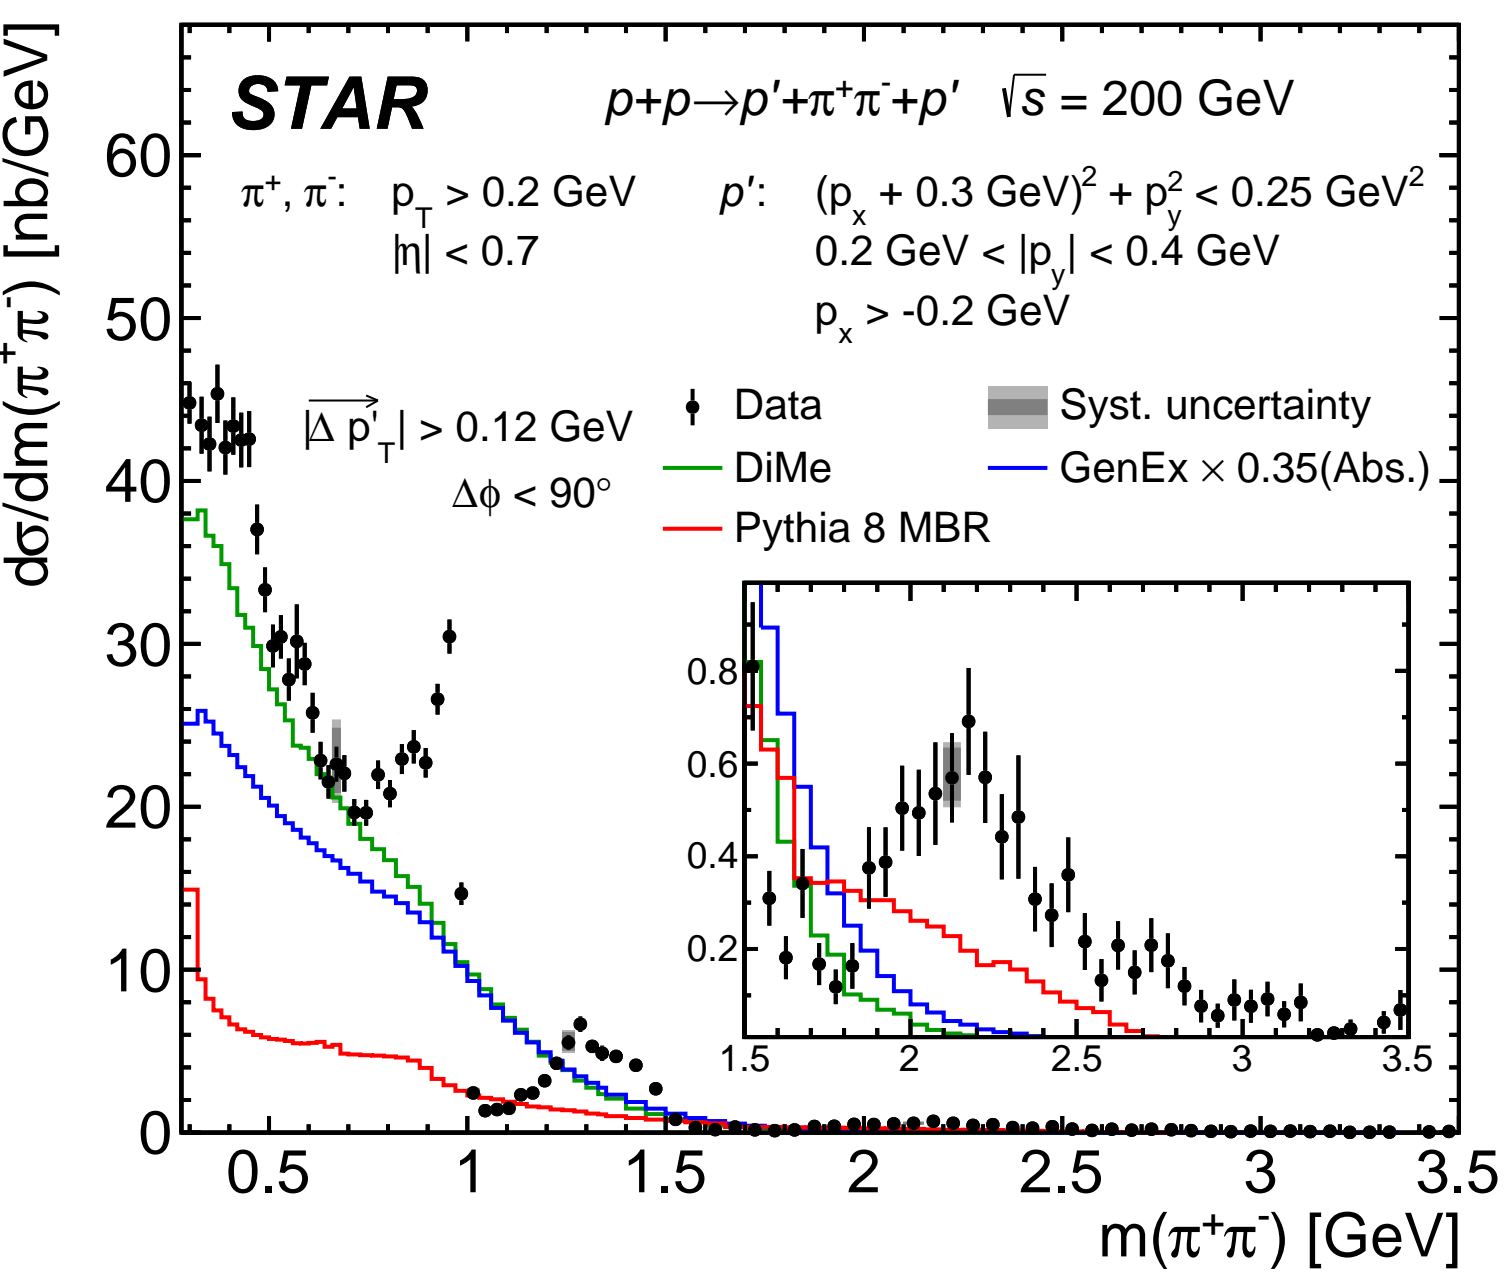 STAR p+p→p′+π⁺π⁻+p′ √s = 200 GeV
π⁺, π⁻: p_T > 0.2 GeV p′: (p_x + 0.3 GeV)² + p_y² < 0.25 GeV²
|η| < 0.7 0.2 GeV < |p_y| < 0.4 GeV
p_x > -0.2 GeV
|Δ p'_T| > 0.12 GeV
Δϕ < 90°
Data Syst. uncertainty
DiMe GenEx × 0.35(Abs.)
Pythia 8 MBR
dσ/dm(π⁺π⁻) [nb/GeV]
60
50
40
30
20
10
0
0.8
0.6
0.4
0.2
1.5 2 2.5 3 3.5
0.5 1 1.5 2 2.5 3 3.5
m(π⁺π⁻) [GeV]